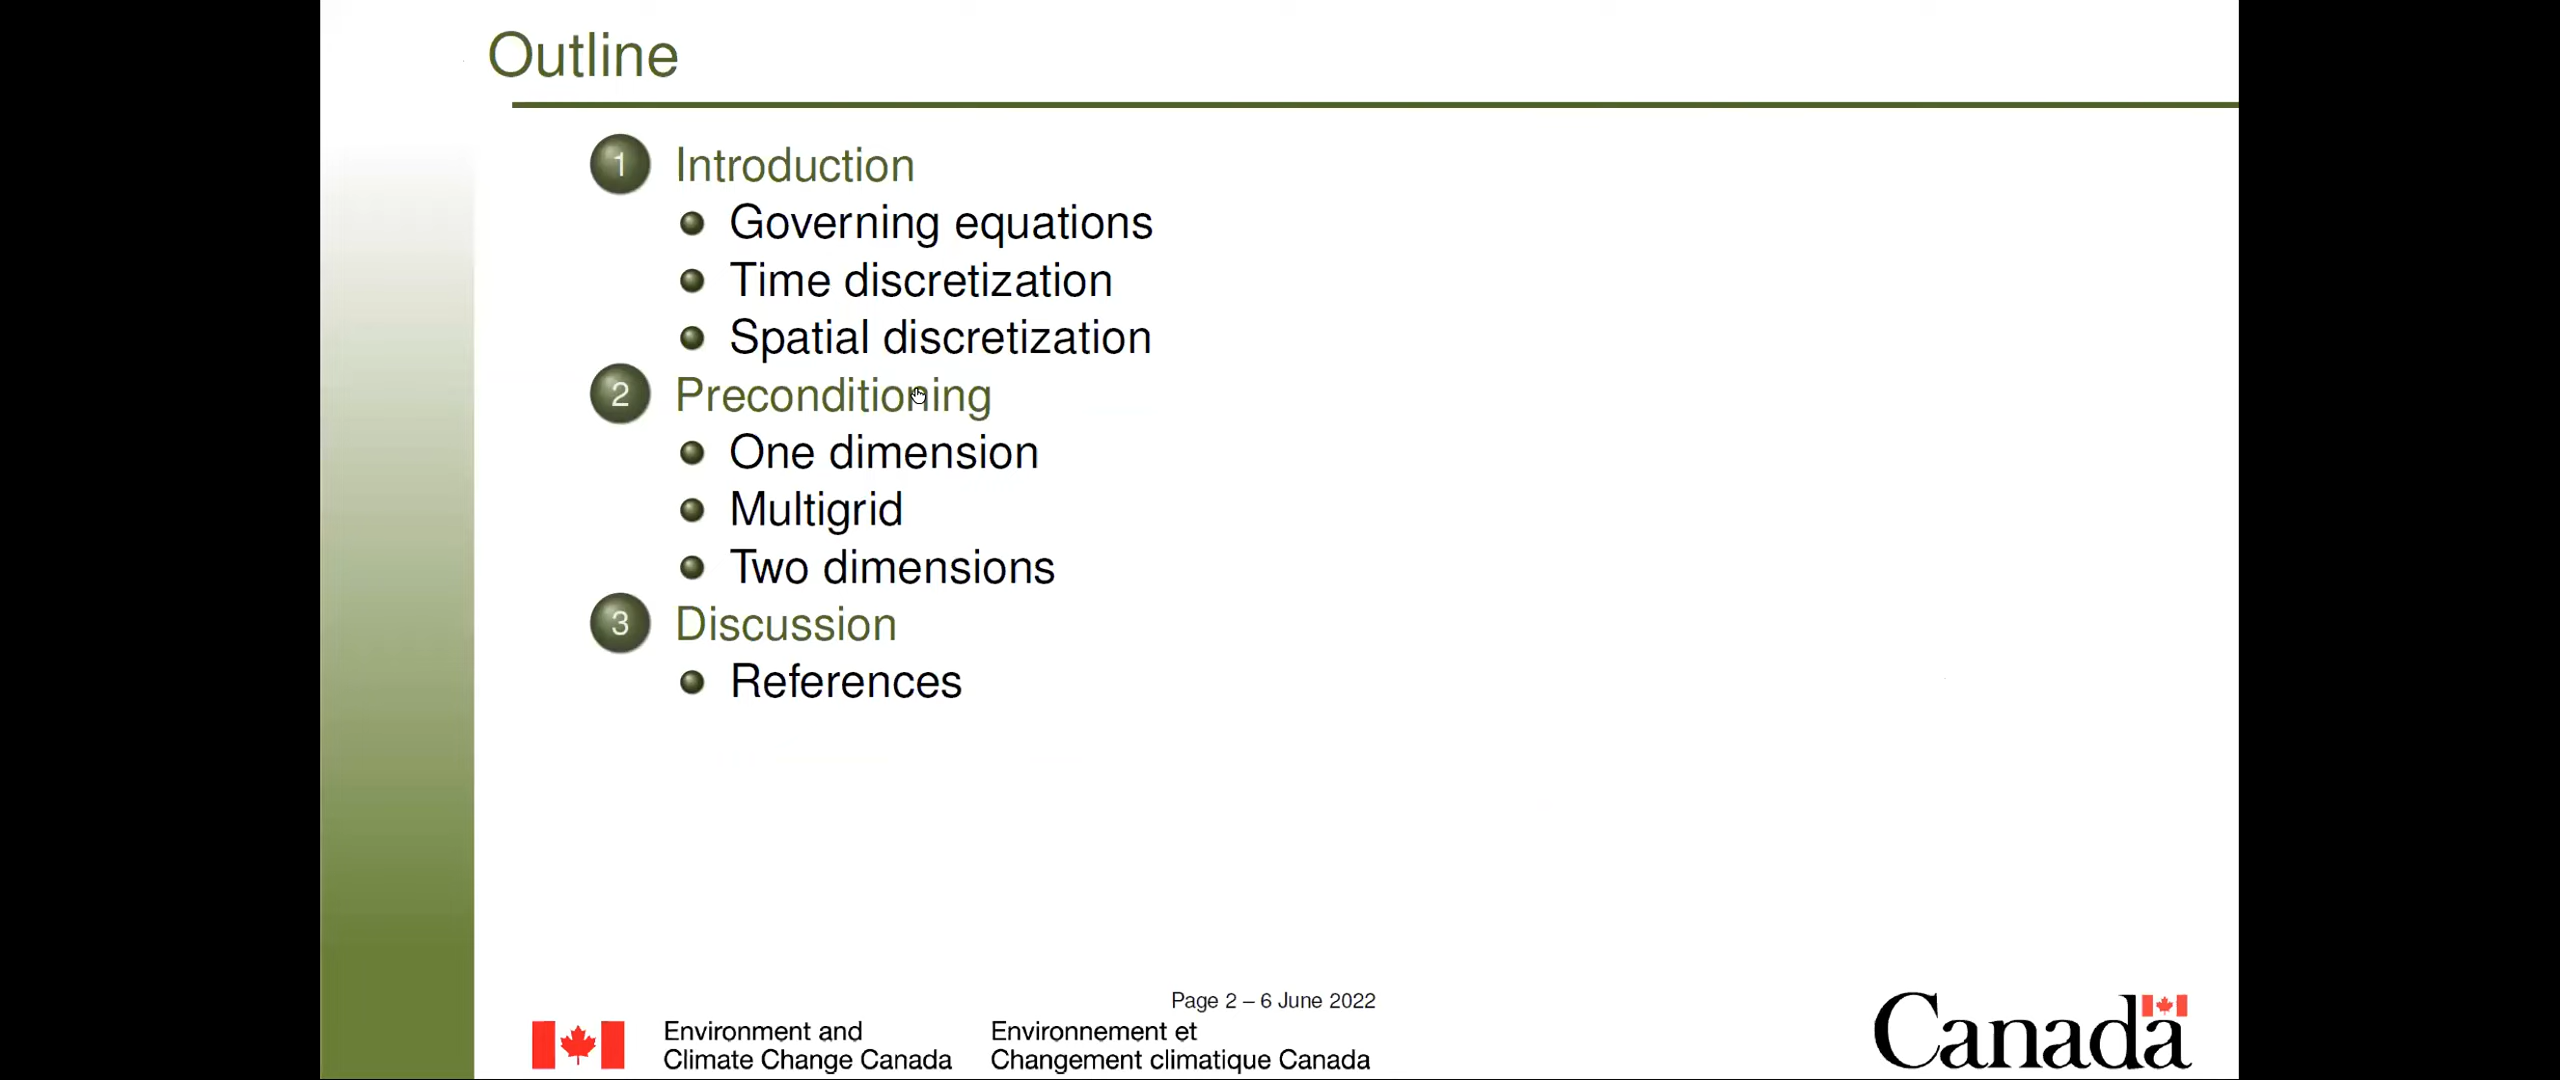 Outline
1 Introduction
Governing equations
Time discretization
Spatial discretization
2 Preconditioning
One dimension
Multigrid
Two dimensions
3 Discussion
References
Page 2 – 6 June 2022
Environment and
Climate Change Canada
Environnement et
Changement climatique Canada
Canada